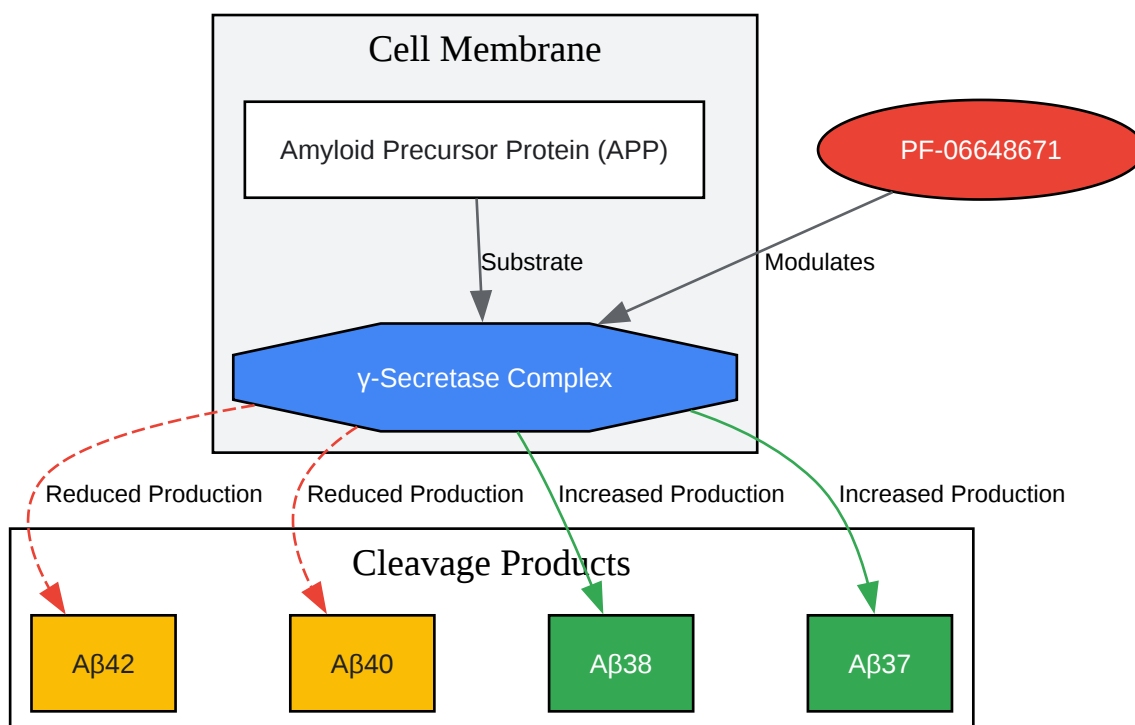 Cell Membrane
Amyloid Precursor Protein (APP)
PF-06648671
Substrate
Modulates
γ-Secretase Complex
Reduced Production
Reduced Production
Increased Production
Increased Production
Cleavage Products
Aβ42
Aβ40
Aβ38
Aβ37